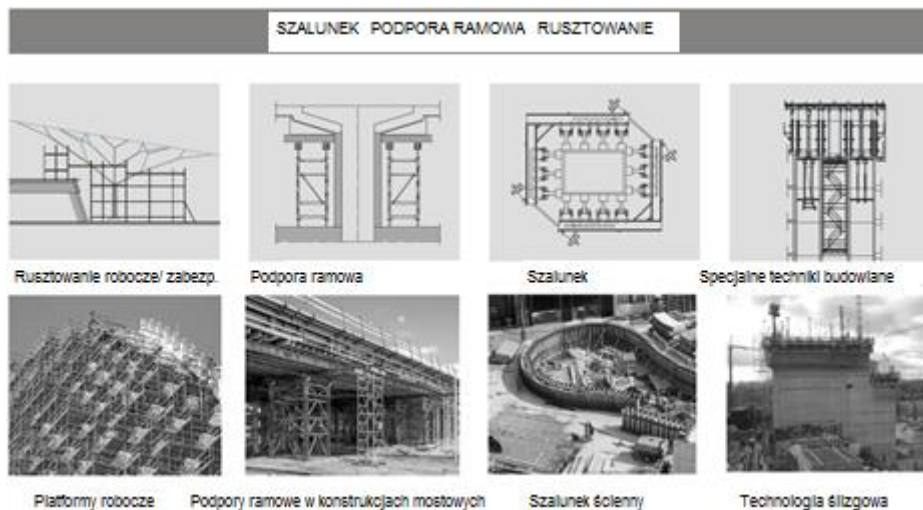 SZALUNEK PODPORA RAMOWA RUSZTOWANIE
Rusztowanie robocze/ zabezp. Podpora ramowa Szalunek Specjalne techniki budowlane
Platformy robocze Podpory ramowe w konstrukcjach mostowych Szalunek ścienny Technologia ślizgowa